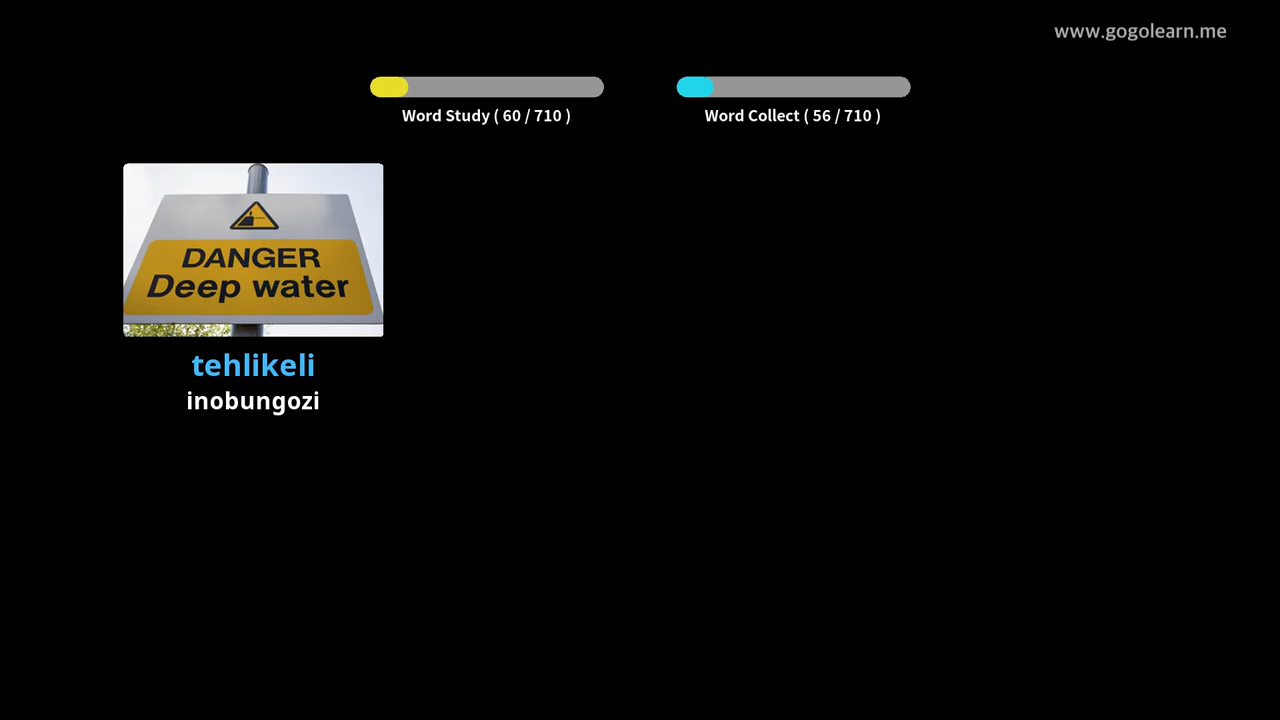 www.gogolearn.me
Word Study ( 60 / 710 )
Word Collect ( 56 / 710 )
DANGER
Deep water
tehlikeli
inobungozi